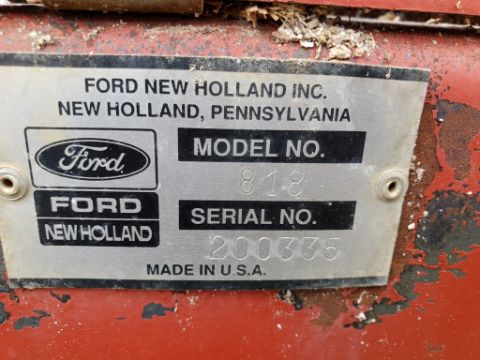 FORD NEW HOLLAND INC.
NEW HOLLAND, PENNSYLVANIA
Ford
FORD
NEW HOLLAND
MODEL NO.
818
SERIAL NO.
200335
MADE IN U.S.A.